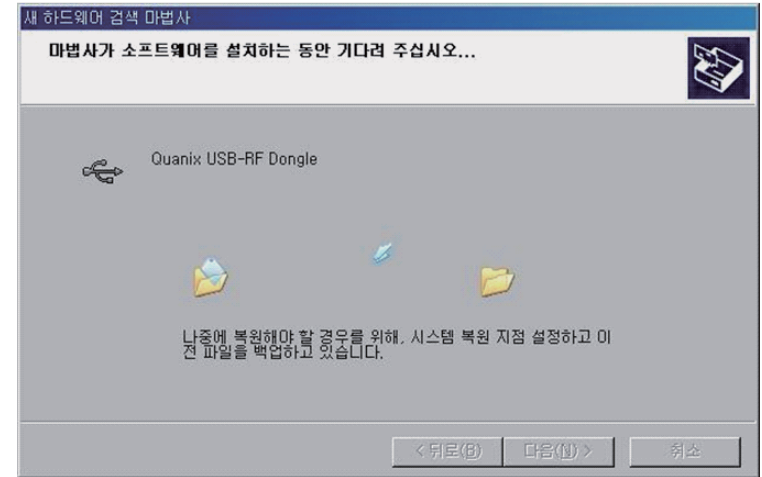 새 하드웨어 검색 마법사
마법사가 소프트웨어를 설치하는 동안 기다려 주십시오...
Quanix USB-RF Dongle
나중에 복원해야 할 경우를 위해, 시스템 복원 지점 설정하고 이
전 파일을 백업하고 있습니다.
< 뒤로(B) 다음(N) > 취소